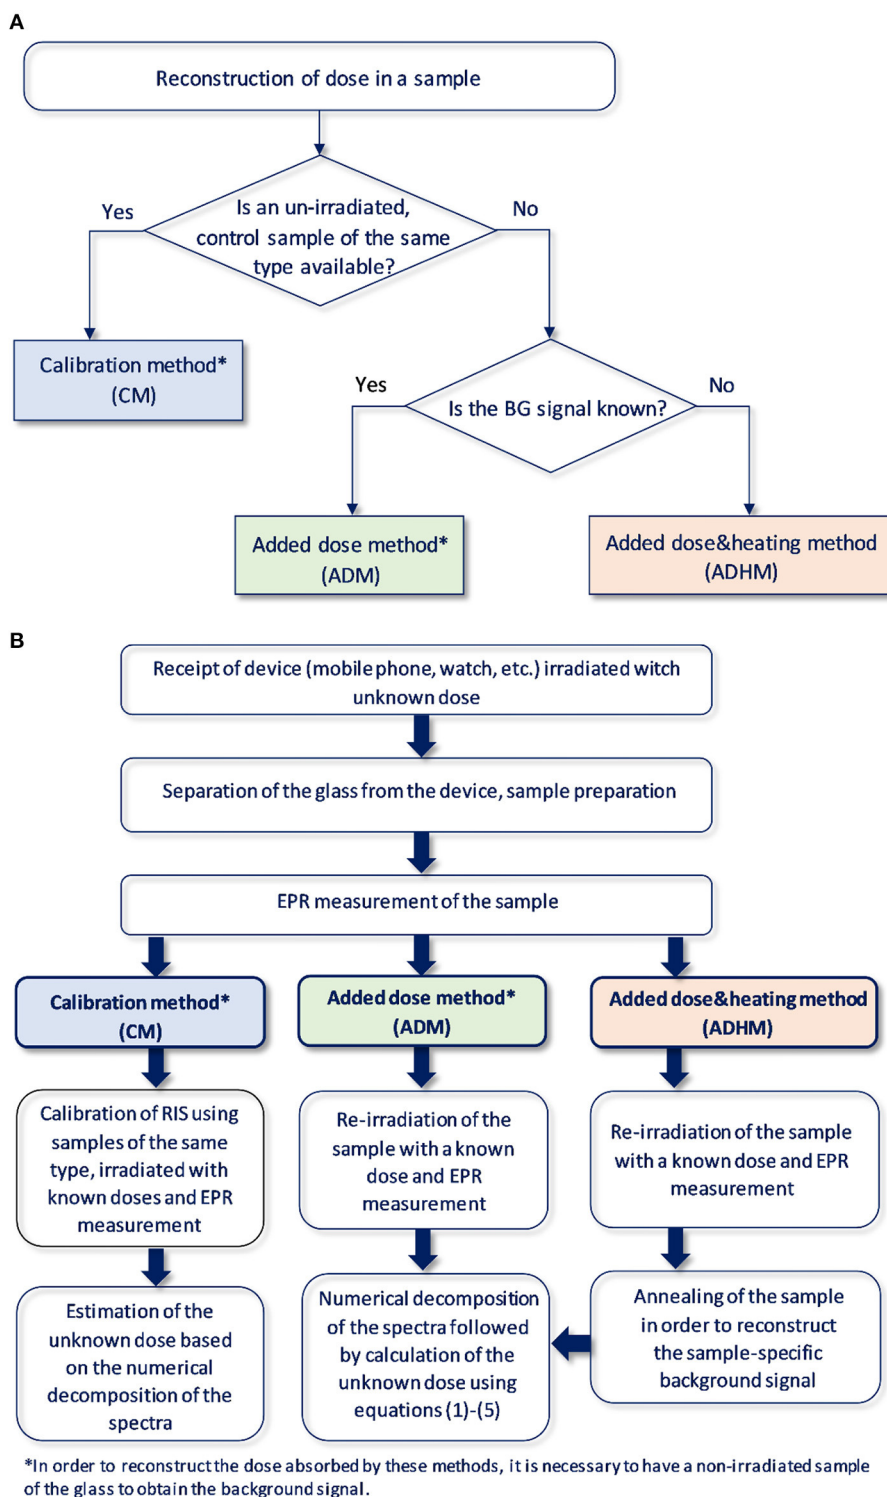 A
Reconstruction of dose in a sample
Is an un-irradiated,
control sample of the same
type available?
Yes
No
Calibration method*
(CM)
Is the BG signal known?
Yes
No
Added dose method*
(ADM)
Added dose&heating method
(ADHM)
B
Receipt of device (mobile phone, watch, etc.) irradiated witch
unknown dose
Separation of the glass from the device, sample preparation
EPR measurement of the sample
Calibration method*
(CM)
Added dose method*
(ADM)
Added dose&heating method
(ADHM)
Calibration of RIS using
samples of the same
type, irradiated with
known doses and EPR
measurement
Re-irradiation of the
sample with a known
dose and EPR
measurement
Re-irradiation of the sample
with a known dose and EPR
measurement
Estimation of the
unknown dose based
on the numerical
decomposition of the
spectra
Numerical decomposition
of the spectra followed
by calculation of the
unknown dose using
equations (1)-(5)
Annealing of the sample
in order to reconstruct
the sample-specific
background signal
*In order to reconstruct the dose absorbed by these methods, it is necessary to have a non-irradiated sample
of the glass to obtain the background signal.